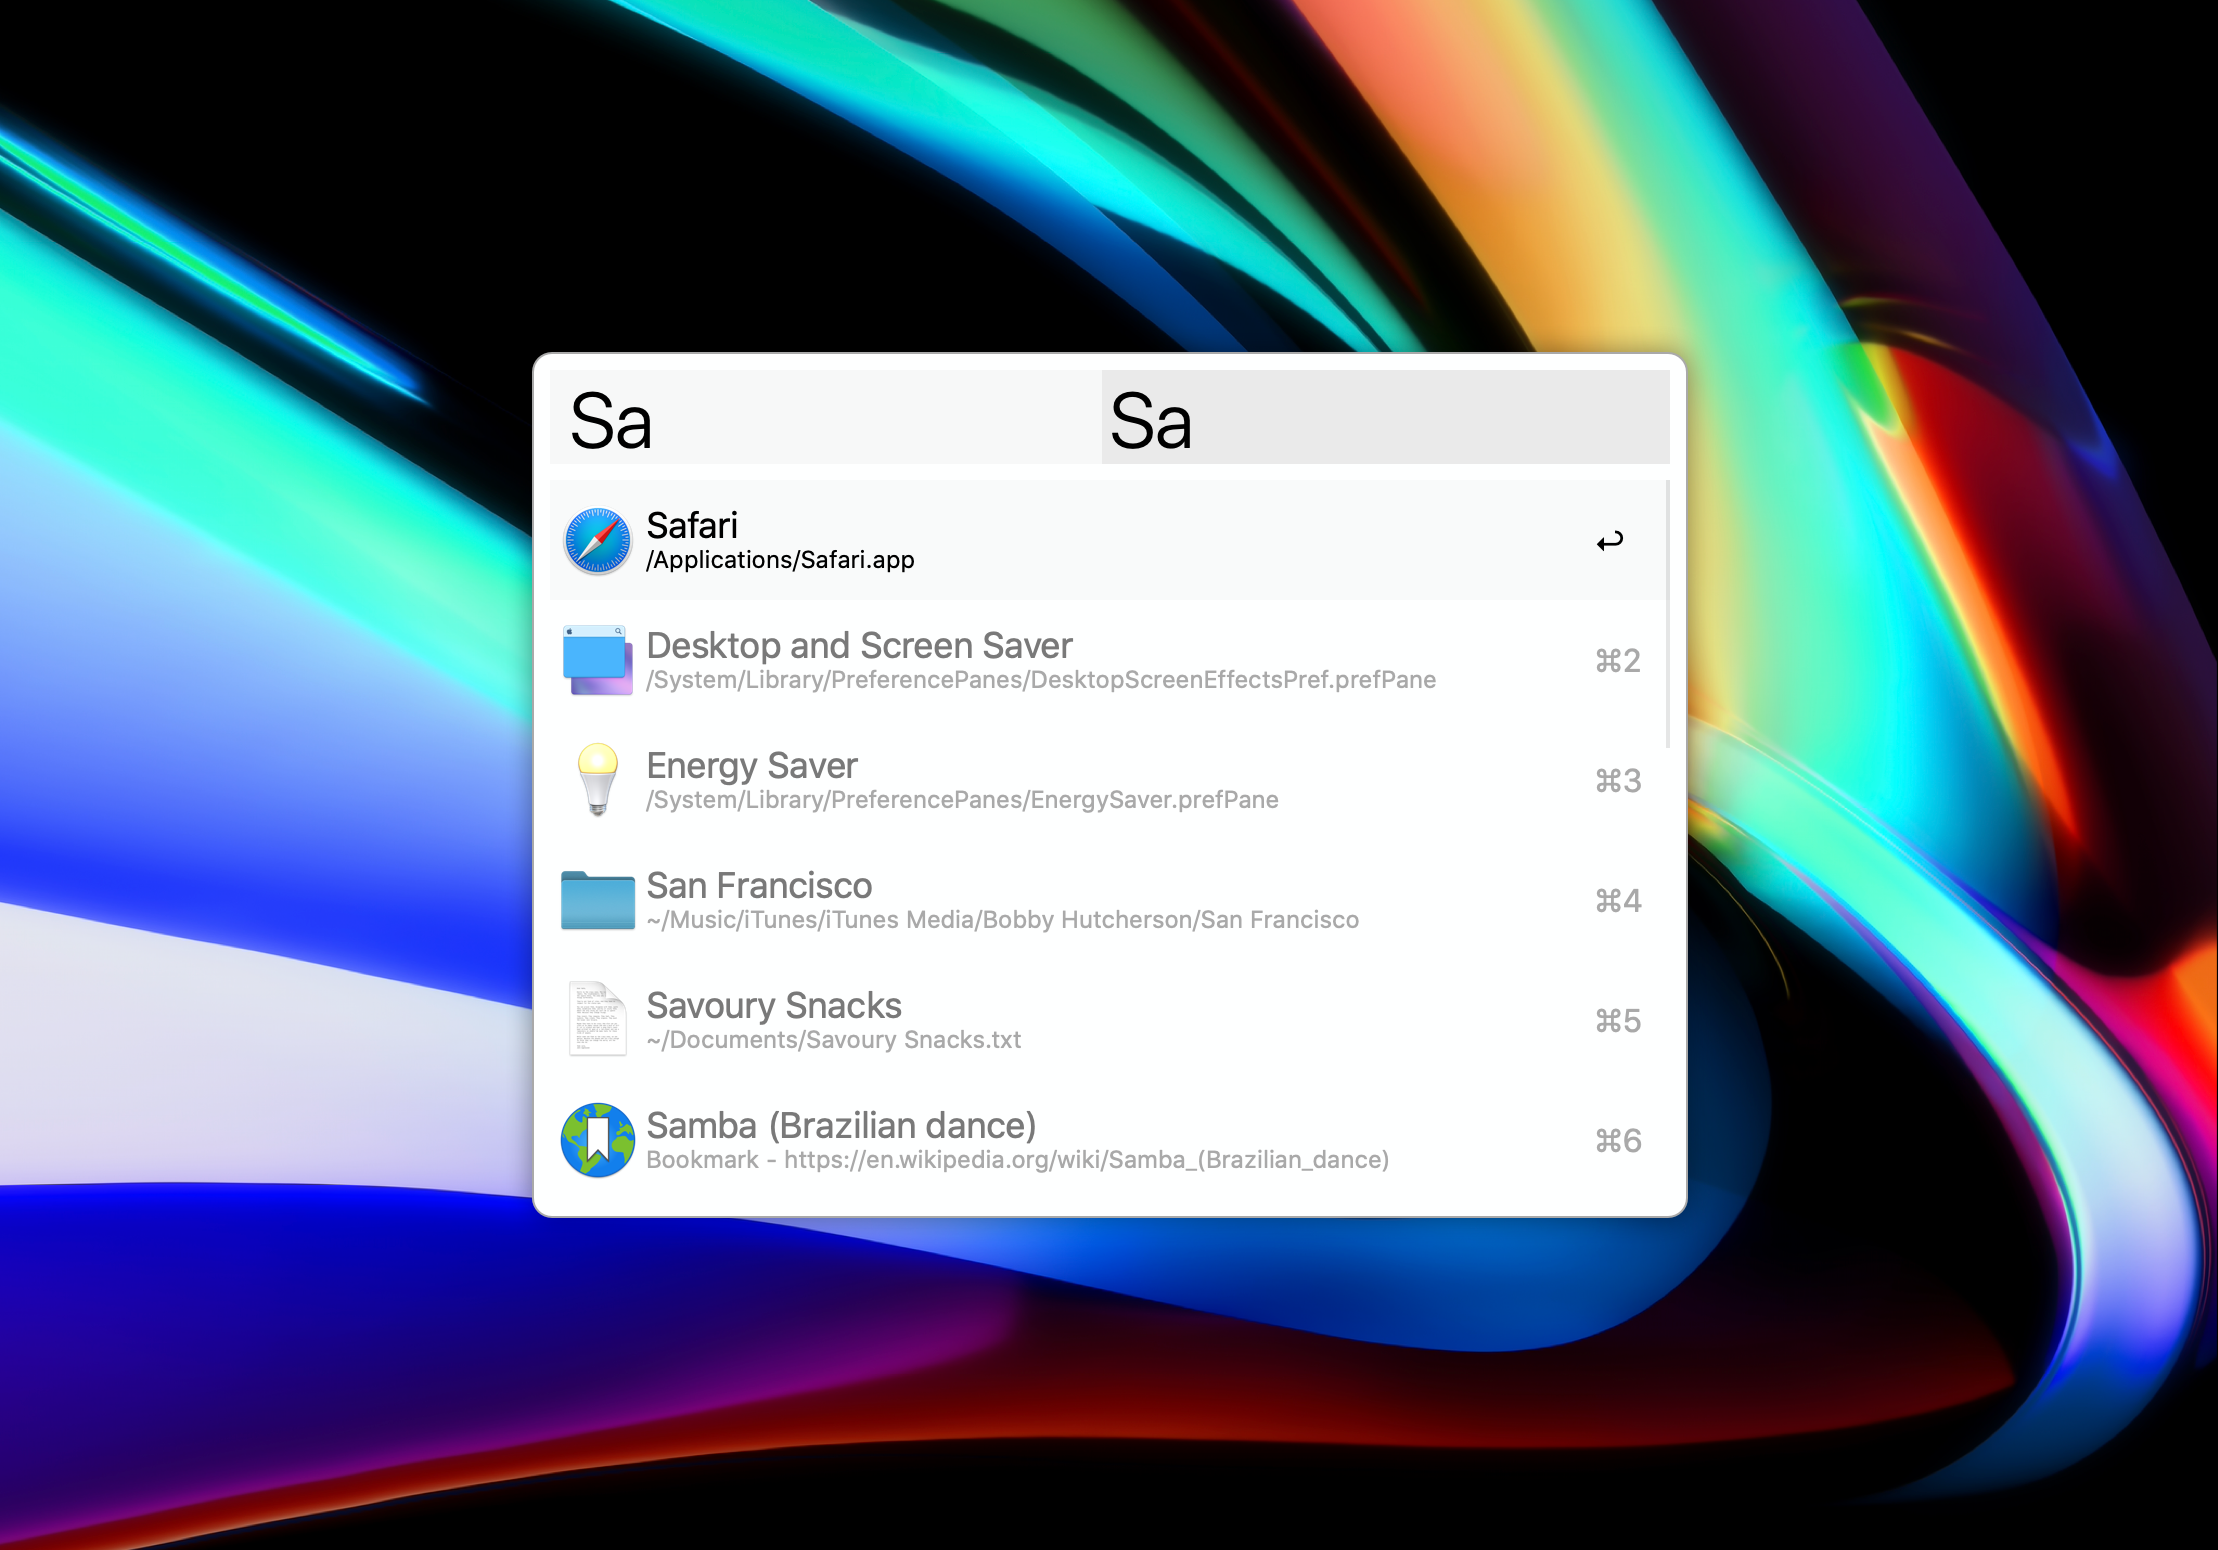 Sa Sa
Safari
/Applications/Safari.app
↩
Desktop and Screen Saver
/System/Library/PreferencePanes/DesktopScreenEffectsPref.prefPane
⌘2
Energy Saver
/System/Library/PreferencePanes/EnergySaver.prefPane
⌘3
San Francisco
~/Music/iTunes/iTunes Media/Bobby Hutcherson/San Francisco
⌘4
Savoury Snacks
~/Documents/Savoury Snacks.txt
⌘5
Samba (Brazilian dance)
Bookmark - https://en.wikipedia.org/wiki/Samba_(Brazilian_dance)
⌘6